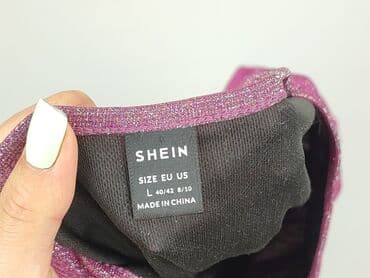 SHEIN
SIZE EU US
L 40/42 8/10
MADE IN CHINA